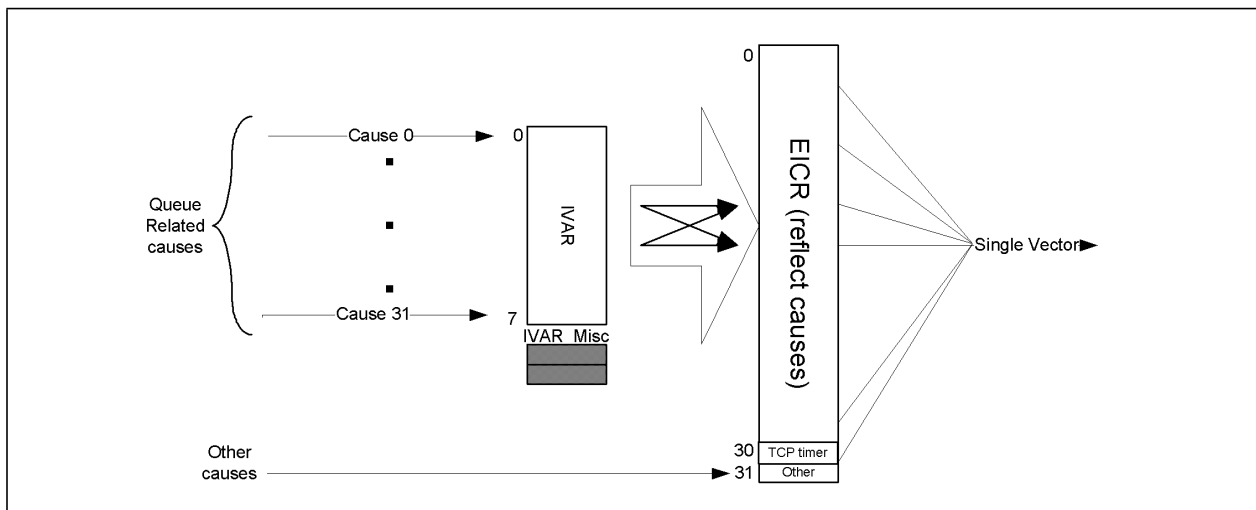 0
Cause 0
0
Queue
Related
causes
IVAR
EICR (reflect causes)
Single Vector
Cause 31
7
IVAR Misc
Other
causes
30
TCP timer
31
Other